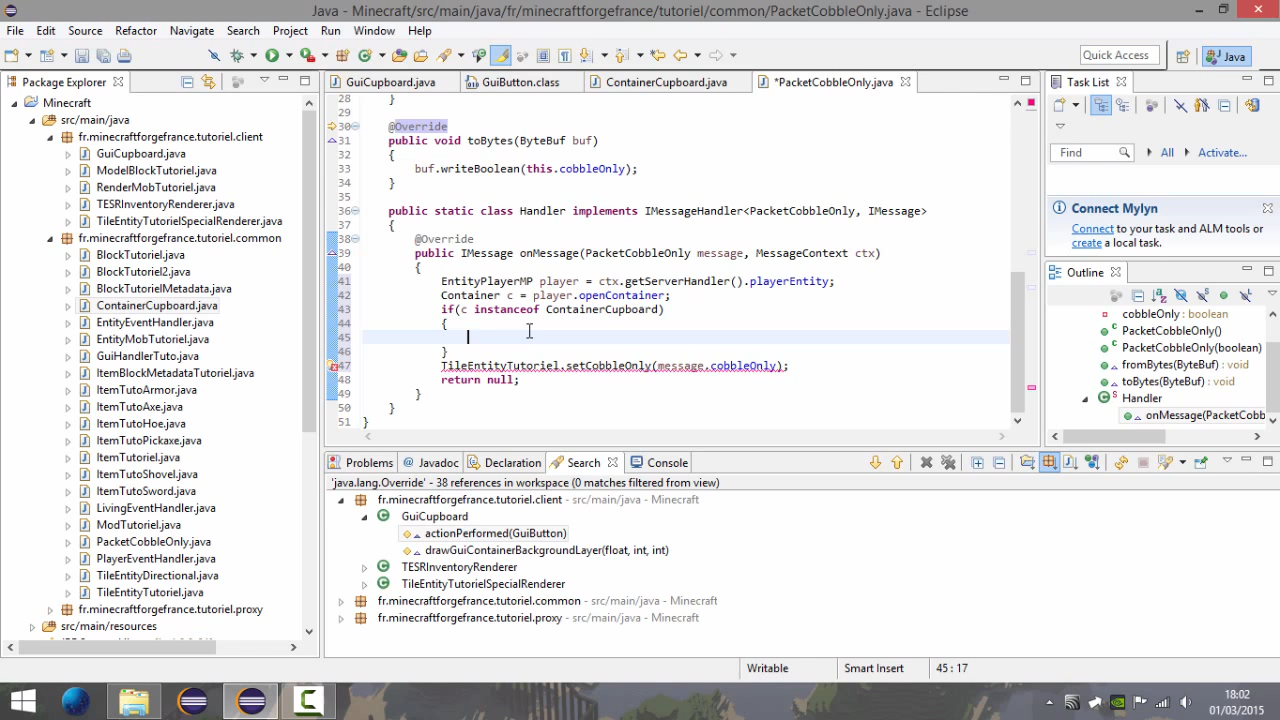 Java - Minecraft/src/main/java/fr/minecraftforgefrance/tutoriel/common/PacketCobbleOnly.java - Eclipse
File Edit Source Refactor Navigate Search Project Run Window Help
Quick Access
Java
Package Explorer
Minecraft
src/main/java
fr.minecraftforgefrance.tutoriel.client
GuiCupboard.java
ModelBlockTutoriel.java
RenderMobTutoriel.java
TESRInventoryRenderer.java
TileEntityTutorielSpecialRenderer.java
fr.minecraftforgefrance.tutoriel.common
BlockTutoriel.java
BlockTutoriel2.java
BlockTutorielMetadata.java
ContainerCupboard.java
EntityEventHandler.java
EntityMobTutoriel.java
GuiHandlerTuto.java
ItemBlockMetadataTutoriel.java
ItemTutoArmor.java
ItemTutoAxe.java
ItemTutoHoe.java
ItemTutoPickaxe.java
ItemTutoriel.java
ItemTutoShovel.java
ItemTutoSword.java
LivingEventHandler.java
ModTutoriel.java
PacketCobbleOnly.java
PlayerEventHandler.java
TileEntityDirectional.java
TileEntityTutoriel.java
fr.minecraftforgefrance.tutoriel.proxy
src/main/resources
GuiCupboard.java GuiButton.class ContainerCupboard.java *PacketCobbleOnly.java
28 }
29
30 @Override
31 public void toBytes(ByteBuf buf)
32 {
33 buf.writeBoolean(this.cobbleOnly);
34 }
35
36 public static class Handler implements IMessageHandler<PacketCobbleOnly, IMessage>
37 {
38 @Override
39 public IMessage onMessage(PacketCobbleOnly message, MessageContext ctx)
40 {
41 EntityPlayerMP player = ctx.getServerHandler().playerEntity;
42 Container c = player.openContainer;
43 if(c instanceof ContainerCupboard)
44 {
45
46 }
47 TileEntityTutoriel.setCobbleOnly(message.cobbleOnly);
48 return null;
49 }
50 }
51 }
Problems Javadoc Declaration Search Console
'java.lang.Override' - 38 references in workspace (0 matches filtered from view)
fr.minecraftforgefrance.tutoriel.client - src/main/java - Minecraft
GuiCupboard
actionPerformed(GuiButton)
drawGuiContainerBackgroundLayer(float, int, int)
TESRInventoryRenderer
TileEntityTutorielSpecialRenderer
fr.minecraftforgefrance.tutoriel.common - src/main/java - Minecraft
fr.minecraftforgefrance.tutoriel.proxy - src/main/java - Minecraft
Task List
Find All Activate...
Connect Mylyn
Connect to your task and ALM tools or
create a local task.
Outline
cobbleOnly : boolean
PacketCobbleOnly()
PacketCobbleOnly(boolean)
fromBytes(ByteBuf) : void
toBytes(ByteBuf) : void
Handler
onMessage(PacketCobb
Writable Smart Insert 45 : 17
18:02
01/03/2015